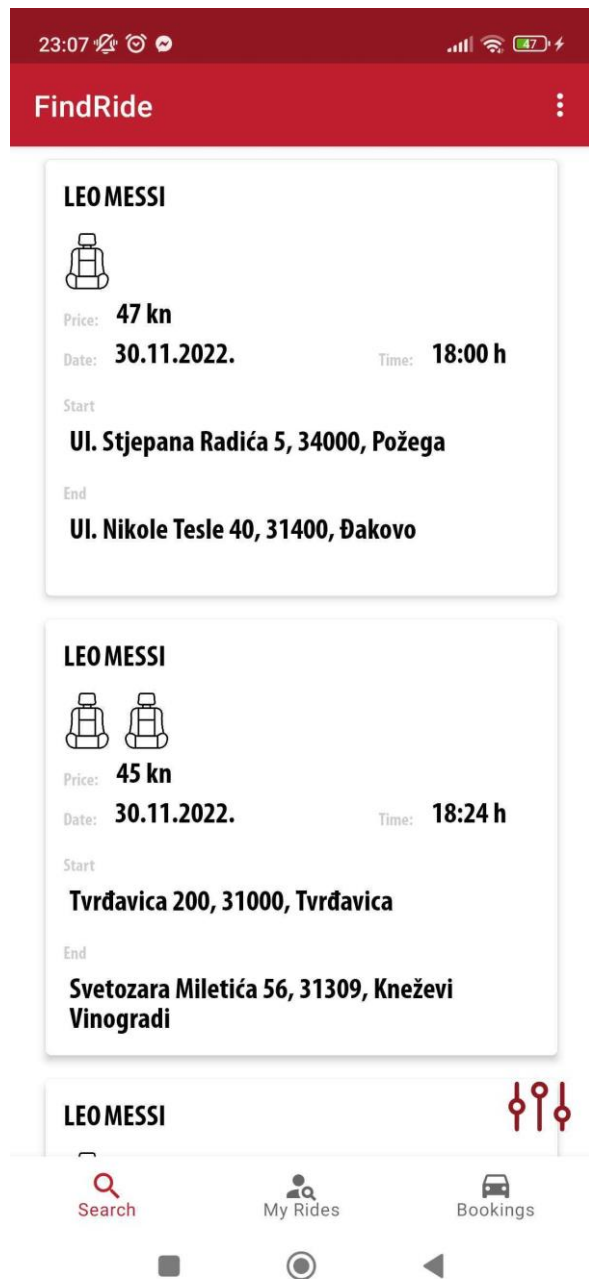 23:07 47
FindRide
LEO MESSI
Price: 47 kn
Date: 30.11.2022. Time: 18:00 h
Start
Ul. Stjepana Radića 5, 34000, Požega
End
Ul. Nikole Tesle 40, 31400, Đakovo
LEO MESSI
Price: 45 kn
Date: 30.11.2022. Time: 18:24 h
Start
Tvrđavica 200, 31000, Tvrđavica
End
Svetozara Miletića 56, 31309, Kneževi
Vinogradi
LEO MESSI
Search My Rides Bookings